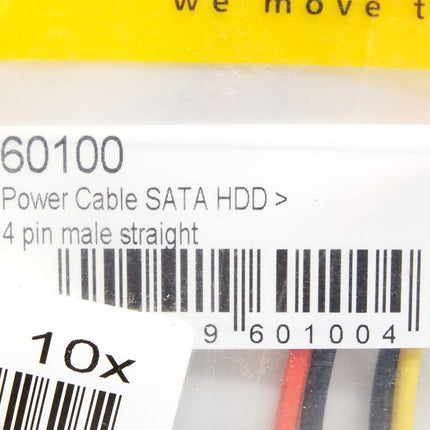 we move t
60100
Power Cable SATA HDD >
4 pin male straight
9 601004
10x